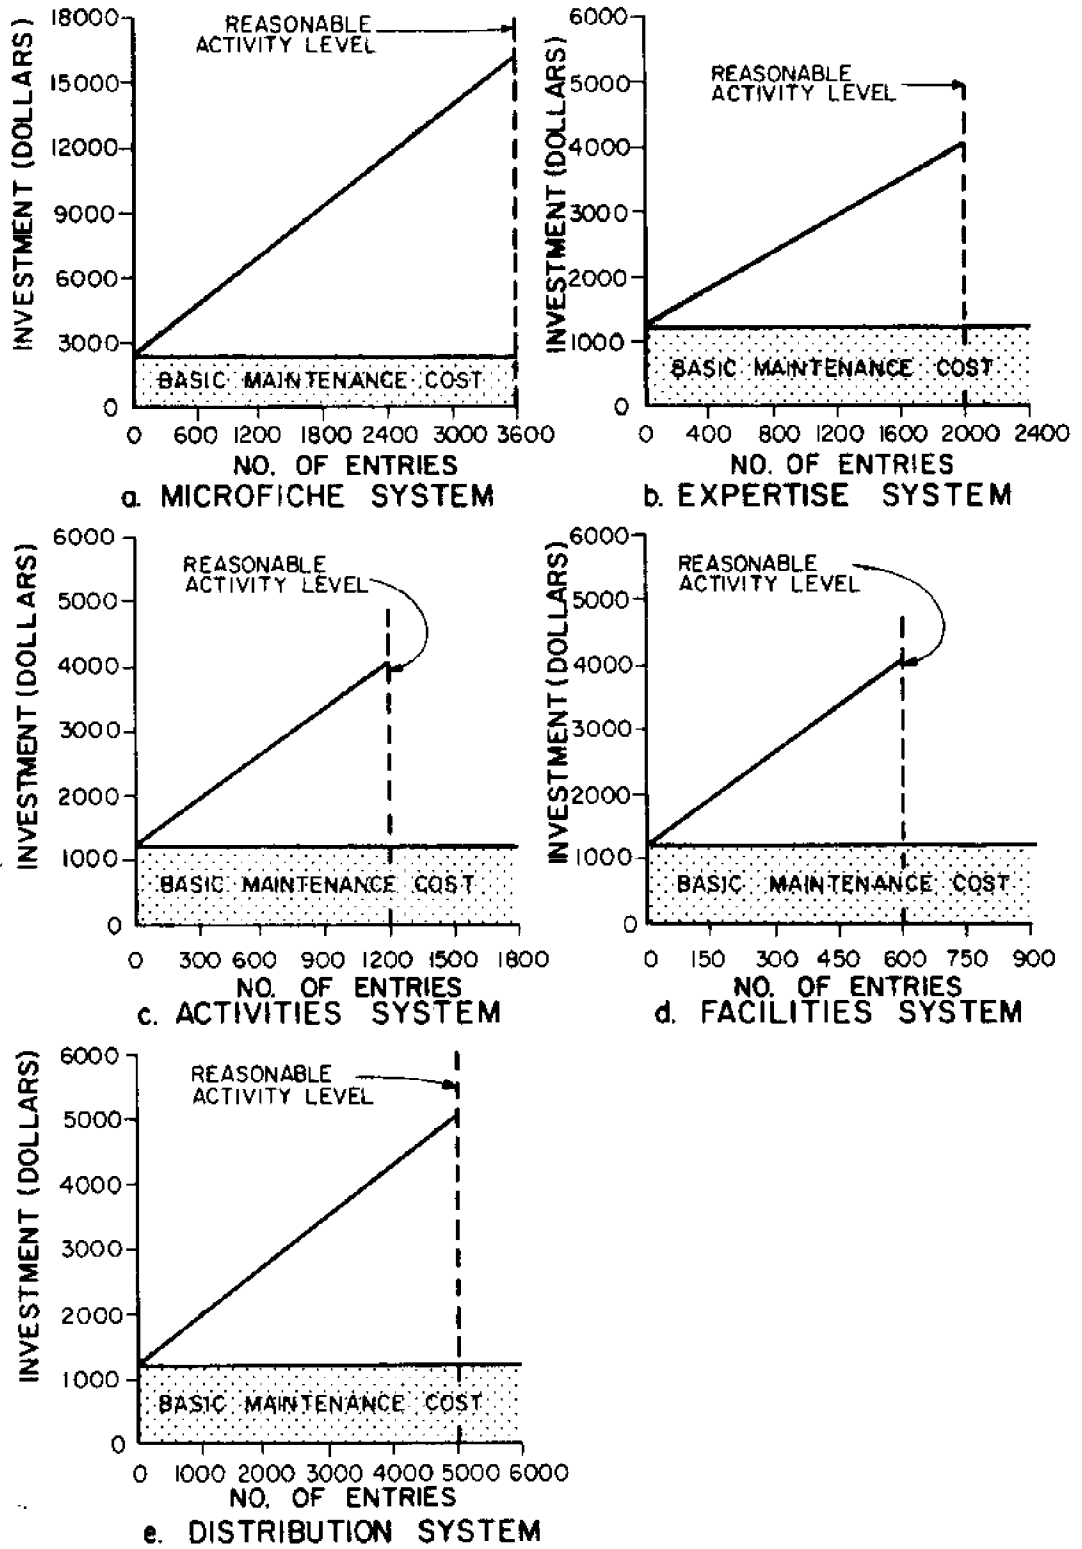 INVESTMENT (DOLLARS)
18000
15000
12000
9000
6000
3000
0
REASONABLE
ACTIVITY LEVEL
BASIC MAINTENANCE COST
0 600 1200 1800 2400 3000 3600
NO. OF ENTRIES
a. MICROFICHE SYSTEM
INVESTMENT (DOLLARS)
6000
5000
4000
3000
2000
1000
0
REASONABLE
ACTIVITY LEVEL
BASIC MAINTENANCE COST
0 400 800 1200 1600 2000 2400
NO. OF ENTRIES
b. EXPERTISE SYSTEM
INVESTMENT (DOLLARS)
6000
5000
4000
3000
2000
1000
0
REASONABLE
ACTIVITY LEVEL
BASIC MAINTENANCE COST
0 300 600 900 1200 1500 1800
NO. OF ENTRIES
c. ACTIVITIES SYSTEM
INVESTMENT (DOLLARS)
6000
5000
4000
3000
2000
1000
0
REASONABLE
ACTIVITY LEVEL
BASIC MAINTENANCE COST
0 150 300 450 600 750 900
NO. OF ENTRIES
d. FACILITIES SYSTEM
INVESTMENT (DOLLARS)
6000
5000
4000
3000
2000
1000
0
REASONABLE
ACTIVITY LEVEL
BASIC MAINTENANCE COST
0 1000 2000 3000 4000 5000 6000
NO. OF ENTRIES
e. DISTRIBUTION SYSTEM